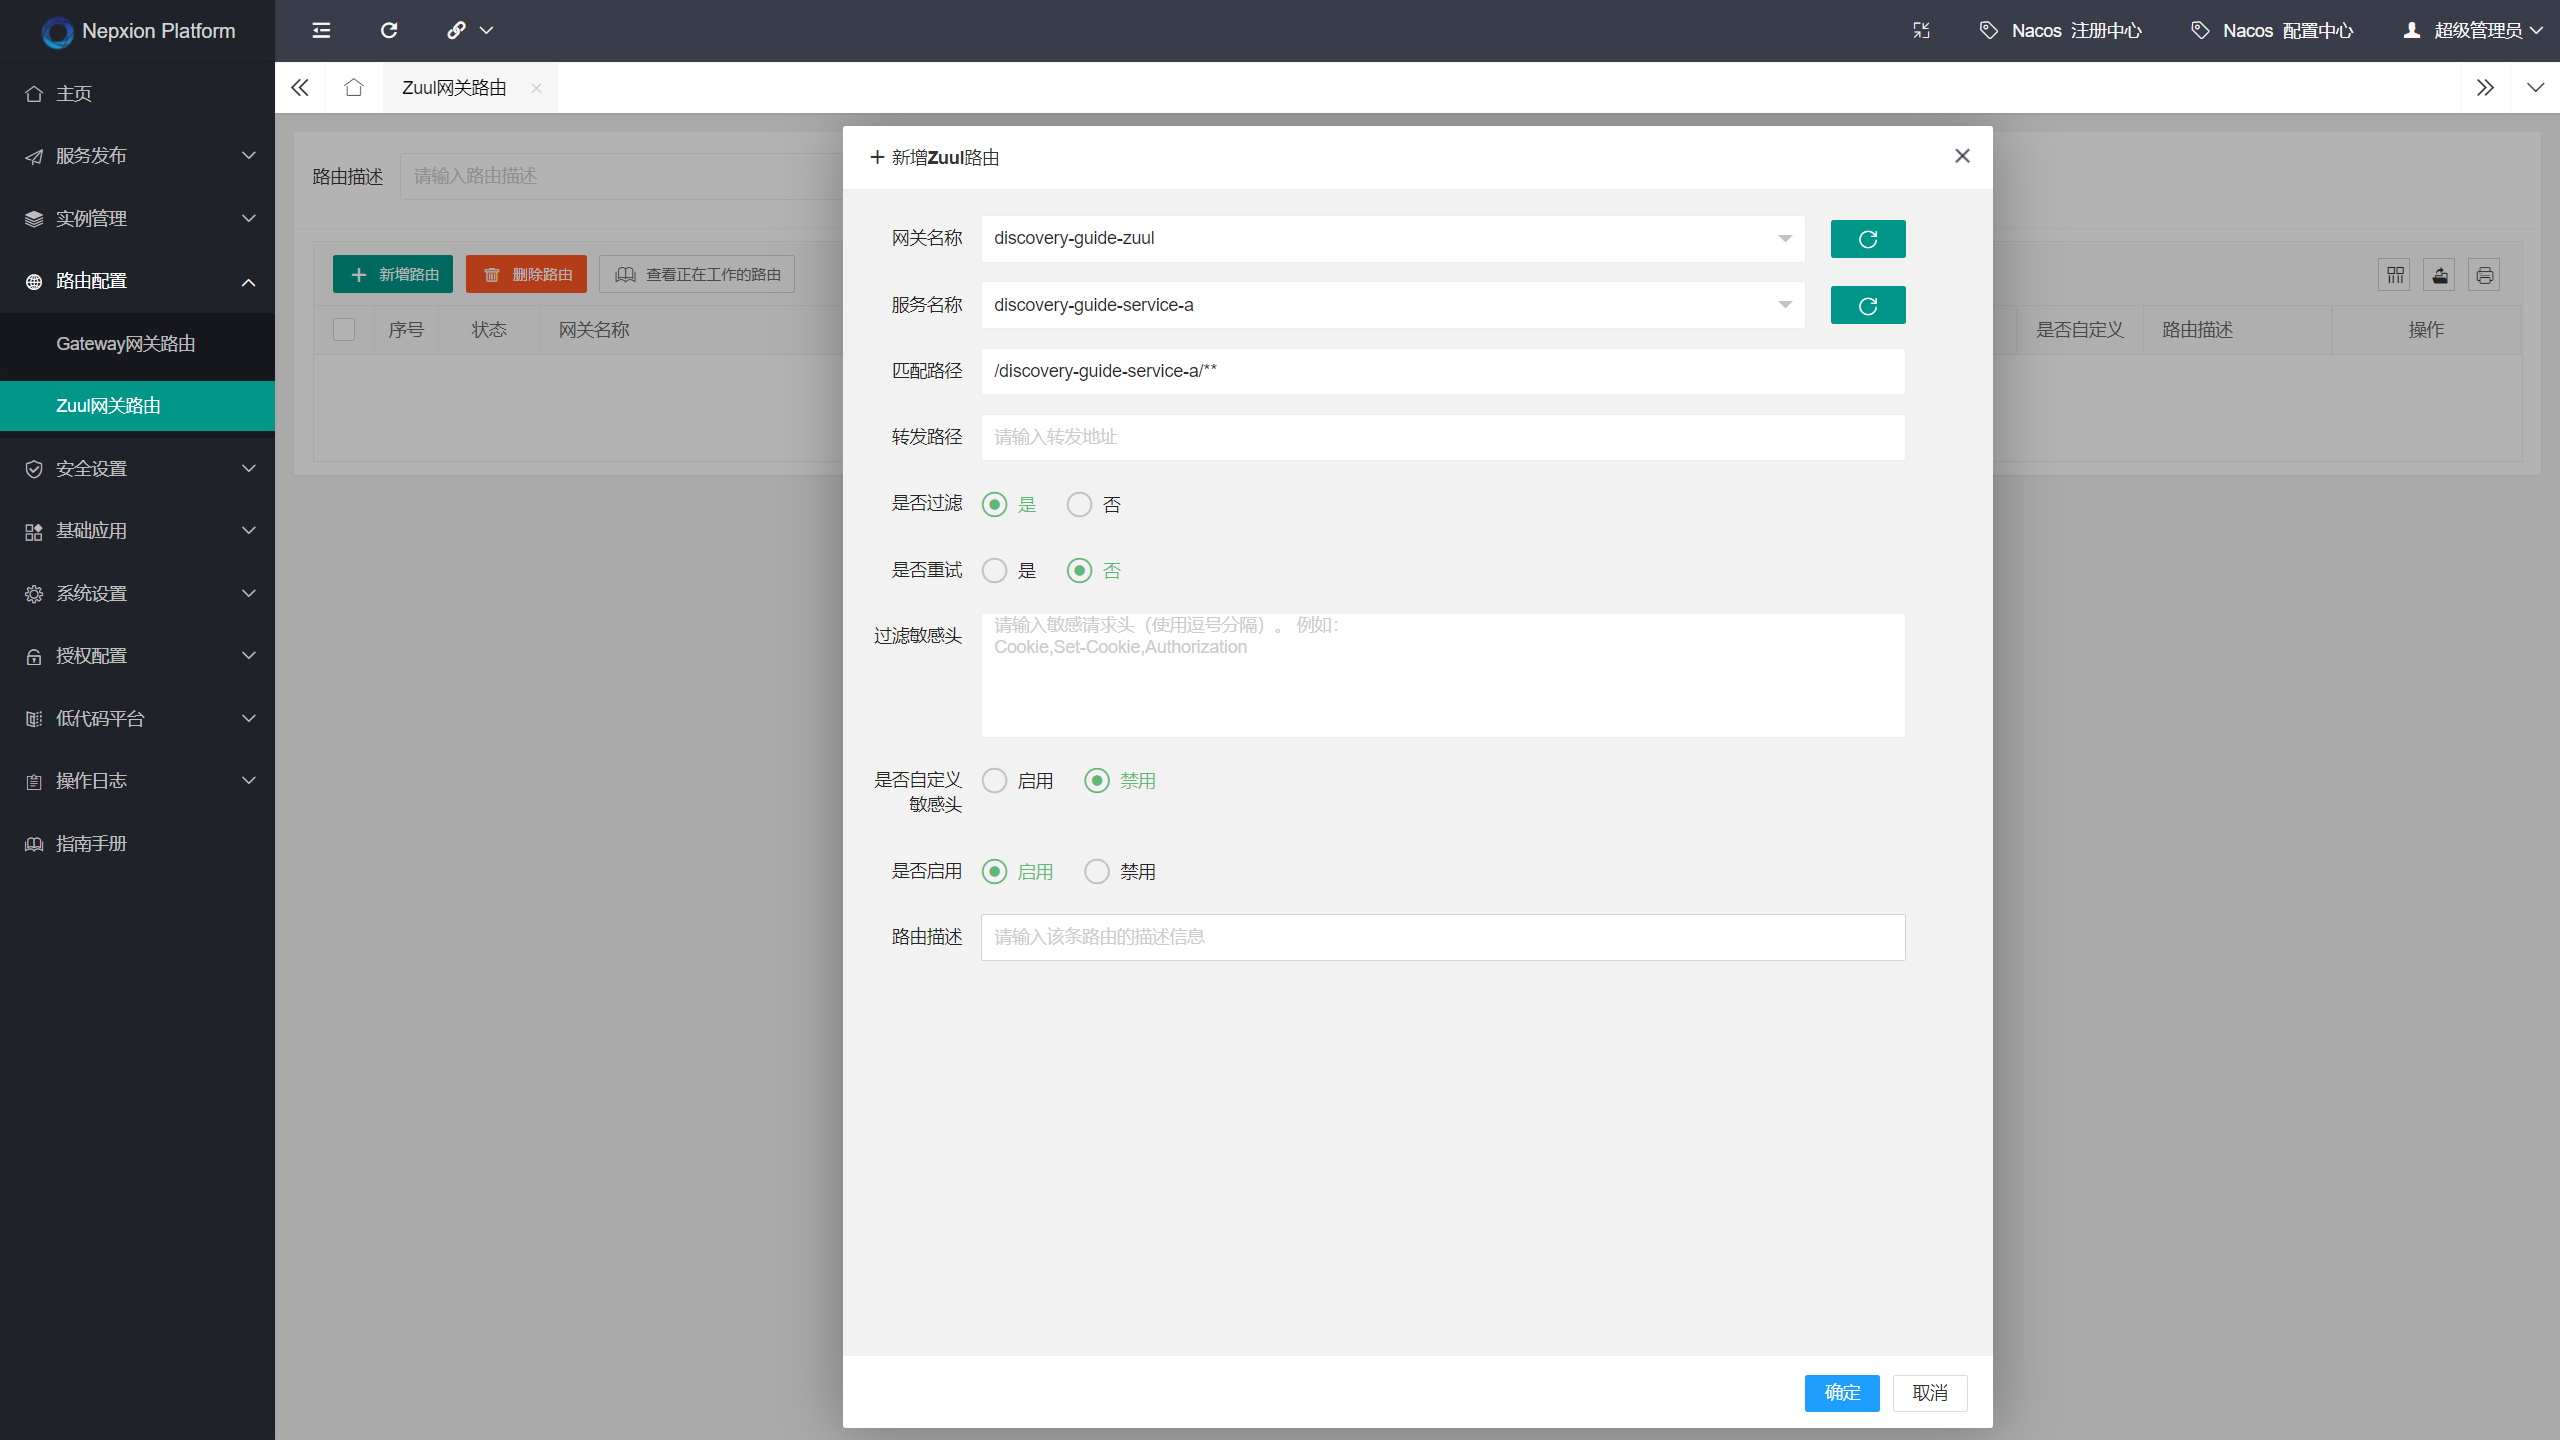 Nepxion Platform
Nacos 注册中心
Nacos 配置中心
超级管理员
主页
服务发布
实例管理
路由配置
Gateway网关路由
Zuul网关路由
安全设置
基础应用
系统设置
授权配置
低代码平台
操作日志
指南手册
Zuul网关路由
路由描述
请输入路由描述
新增路由
删除路由
查看正在工作的路由
序号
状态
网关名称
是否自定义
路由描述
操作
新增Zuul路由
网关名称
discovery-guide-zuul
服务名称
discovery-guide-service-a
匹配路径
/discovery-guide-service-a/**
转发路径
请输入转发地址
是否过滤
是
否
是否重试
是
否
过滤敏感头
请输入敏感请求头（使用逗号分隔）。 例如：
Cookie,Set-Cookie,Authorization
是否自定义
敏感头
启用
禁用
是否启用
启用
禁用
路由描述
请输入该条路由的描述信息
确定
取消